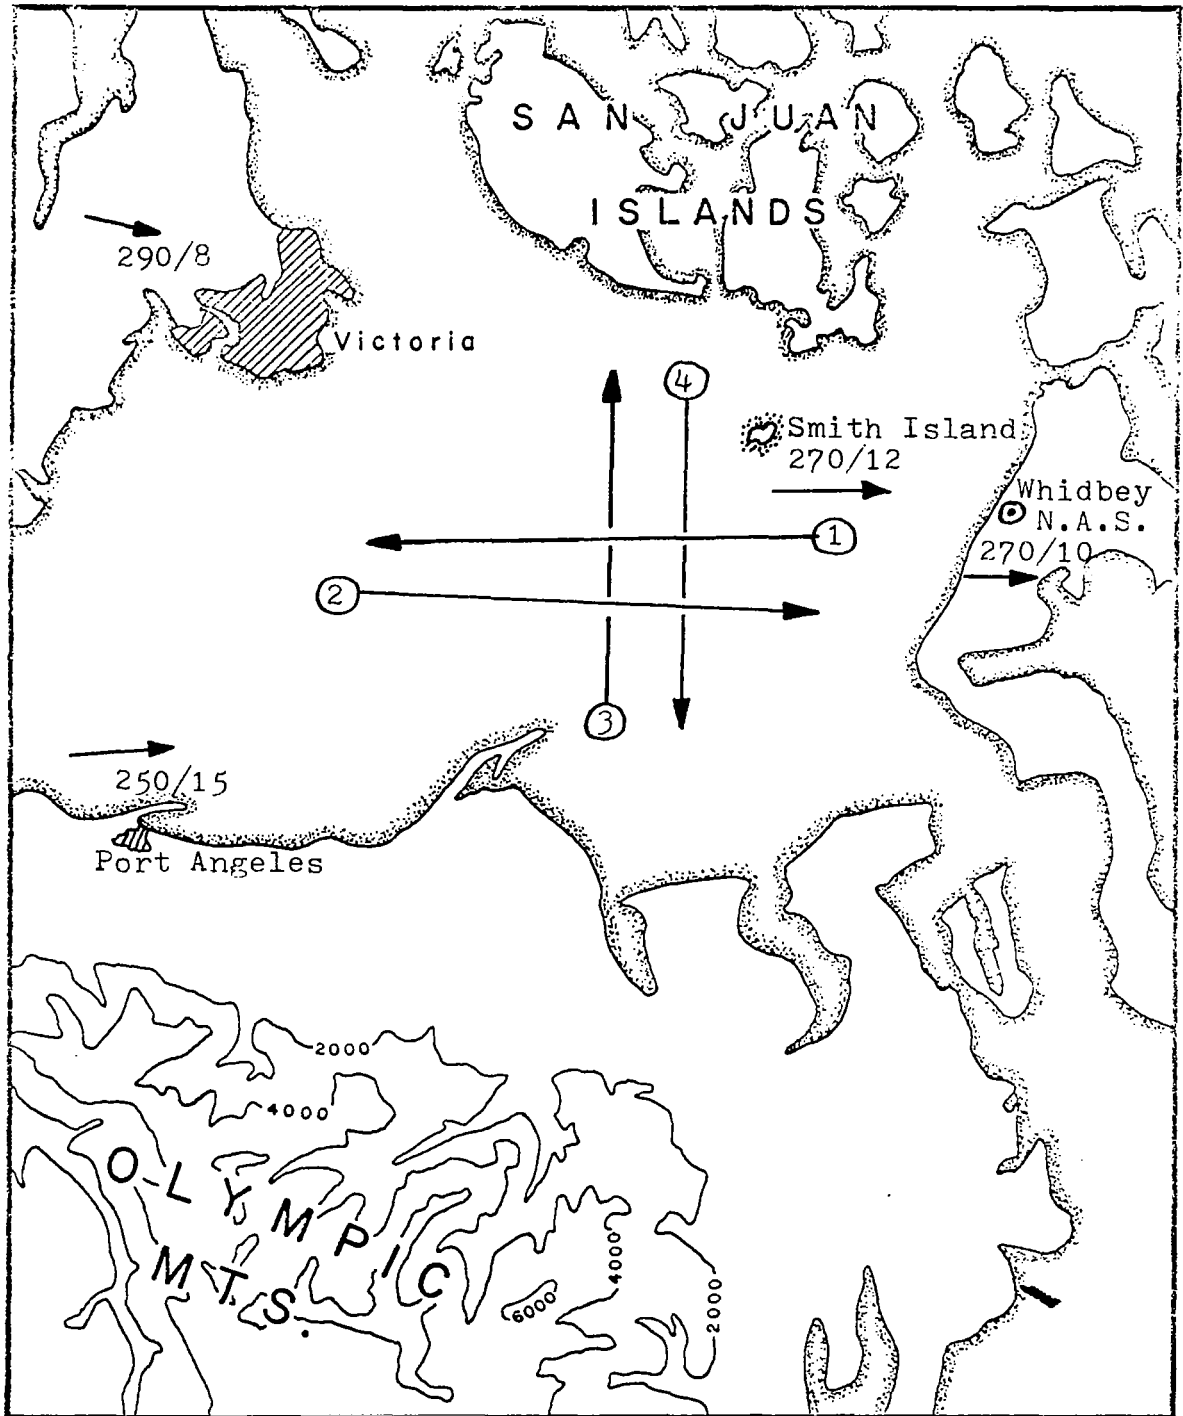 SAN JUAN
ISLANDS
290/8
Victoria
4
Smith Island
270/12
Whidbey
N.A.S.
1
270/10
2
3
250/15
Port Angeles
2000
4000
OLYMPIC
MTS.
4000
6000
2000